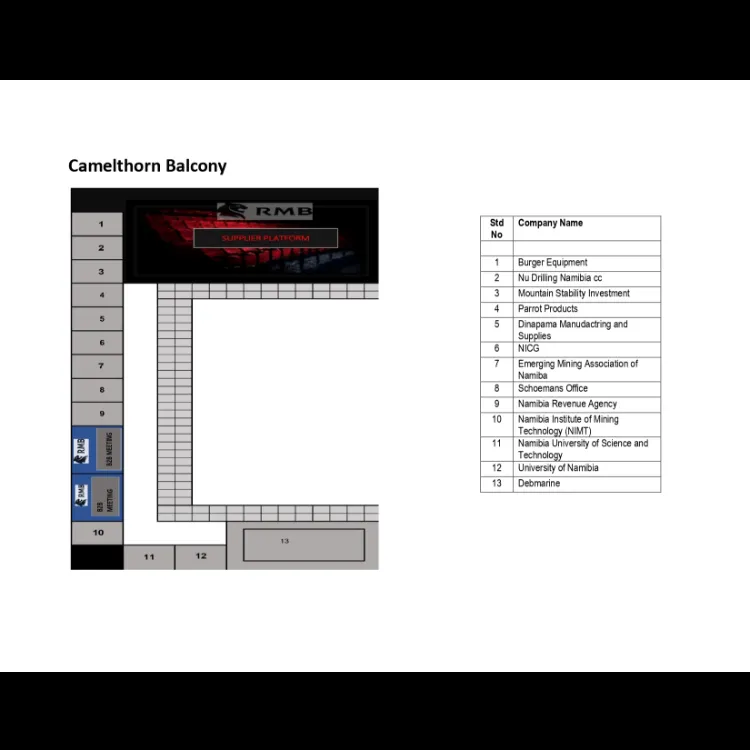 Camelthorn Balcony
RMB
SUPPLIER PLATFORM
1
2
3
4
5
6
7
8
9
RMB
B2B MEETING
RMB
B2B
MEETING
10
11
12
13
Std
No
Company Name
1 Burger Equipment
2 Nu Drilling Namibia cc
3 Mountain Stability Investment
4 Parrot Products
5 Dinapama Manudactring and
Supplies
6 NICG
7 Emerging Mining Association of
Namiba
8 Schoemans Office
9 Namibia Revenue Agency
10 Namibia Institute of Mining
Technology (NIMT)
11 Namibia University of Science and
Technology
12 University of Namibia
13 Debmarine